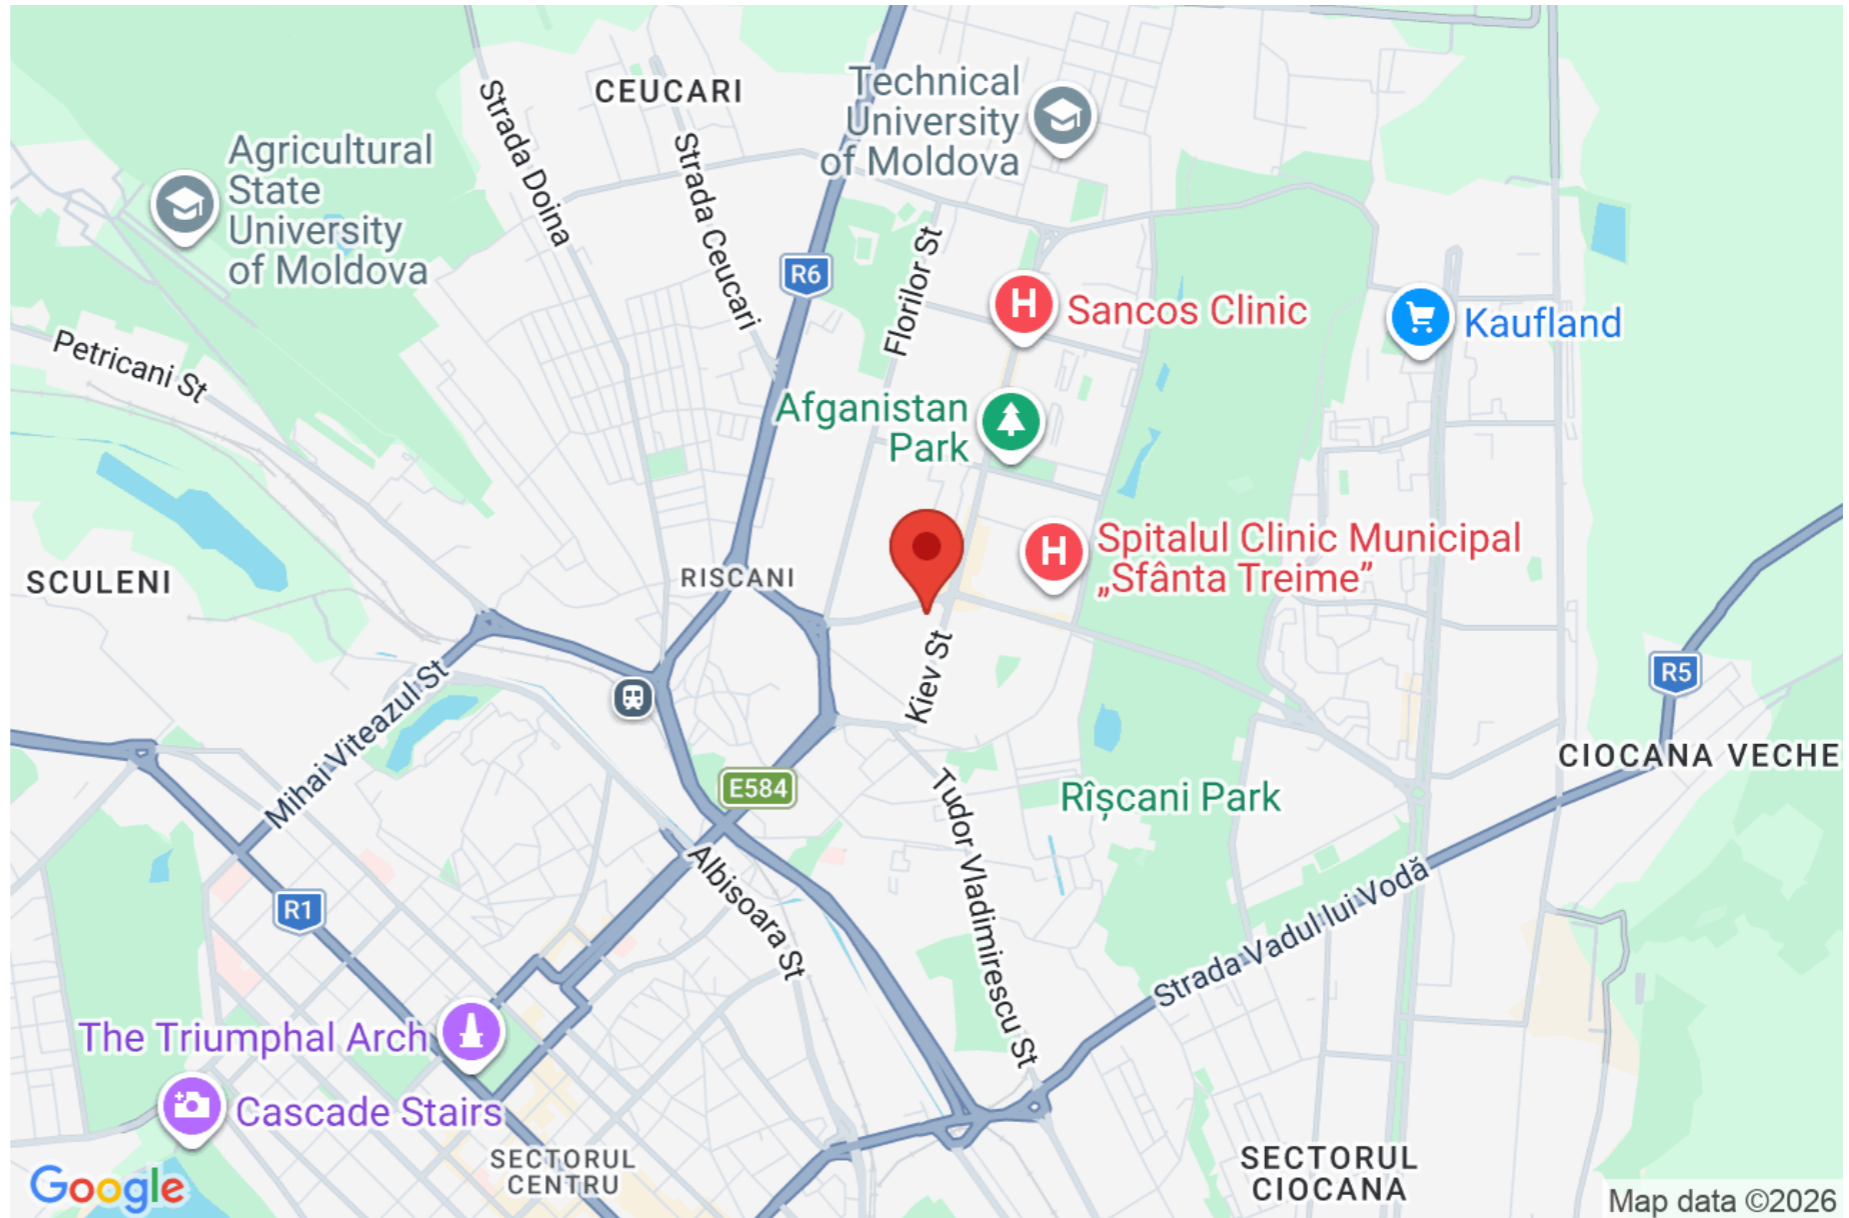 CEUCARI
Technical
University
of Moldova
Strada Doina
Strada Ceucari
Agricultural
State
University
of Moldova
R6
Florilor St
H
Sancos Clinic
Kaufland
Petricani St
Afganistan
Park
H
Spitalul Clinic Municipal
„Sfânta Treime”
SCULENI
RISCANI
Kiev St
R5
Mihai Viteazul St
CIOCANA VECHE
E584
Rîșcani Park
Tudor Vladimirescu St
Albisoara St
R1
Strada Vadul lui Vodă
The Triumphal Arch
Cascade Stairs
SECTORUL
CENTRU
SECTORUL
CIOCANA
Google
Map data ©2026